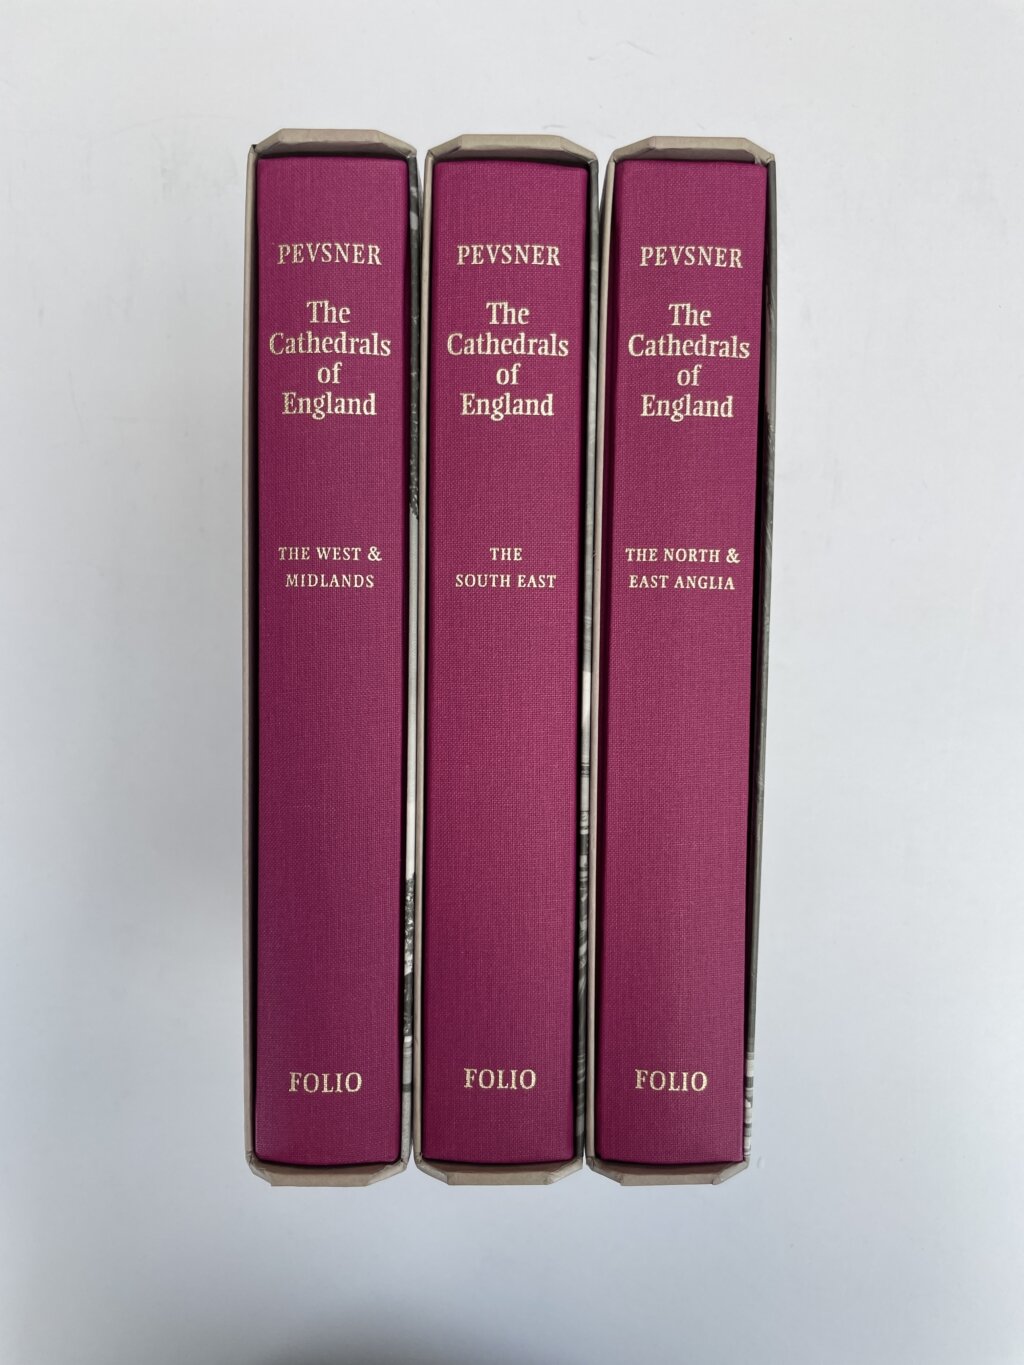 PEVSNER
The
Cathedrals
of
England
THE WEST &
MIDLANDS
FOLIO
PEVSNER
The
Cathedrals
of
England
THE
SOUTH EAST
FOLIO
PEVSNER
The
Cathedrals
of
England
THE NORTH &
EAST ANGLIA
FOLIO